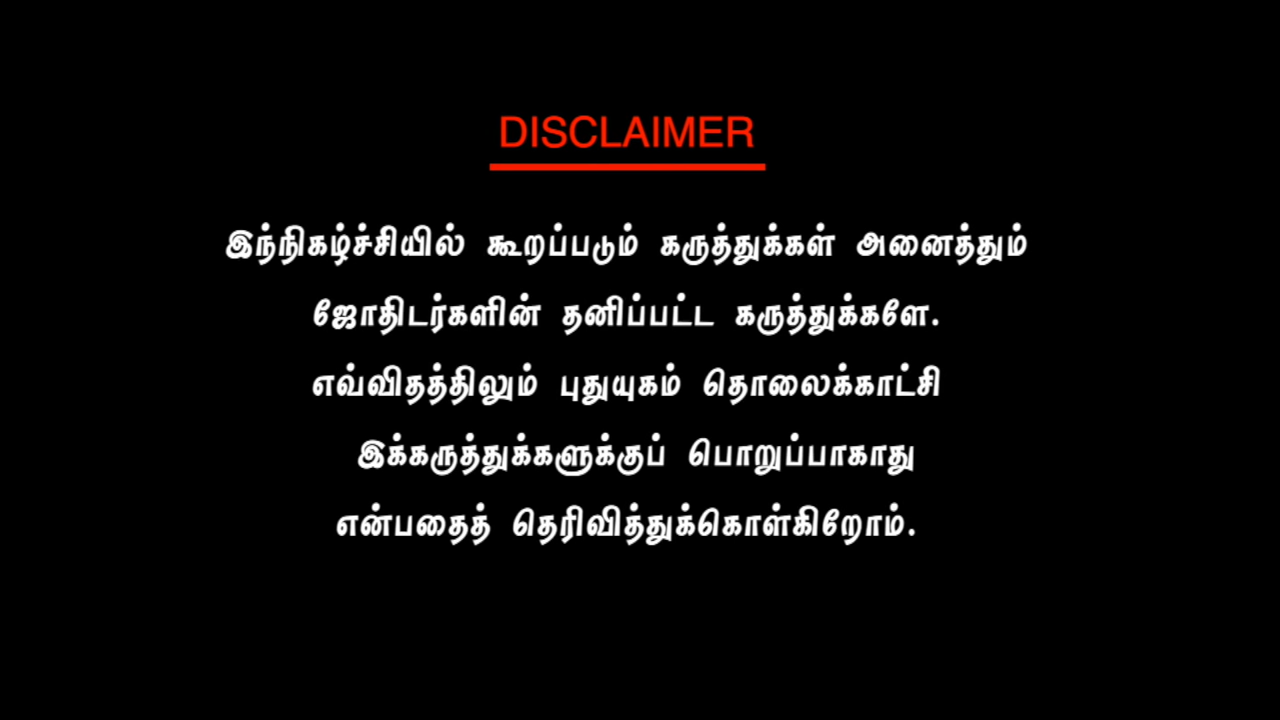 DISCLAIMER
இந்நிகழ்ச்சியில் கூறப்படும் கருத்துக்கள் அனைத்தும்
ஜோதிடர்களின் தனிப்பட்ட கருத்துக்களே.
எவ்விதத்திலும் புதுயுகம் தொலைக்காட்சி
இக்கருத்துக்களுக்குப் பொறுப்பாகாது
என்பதைத் தெரிவித்துக்கொள்கிறோம்.